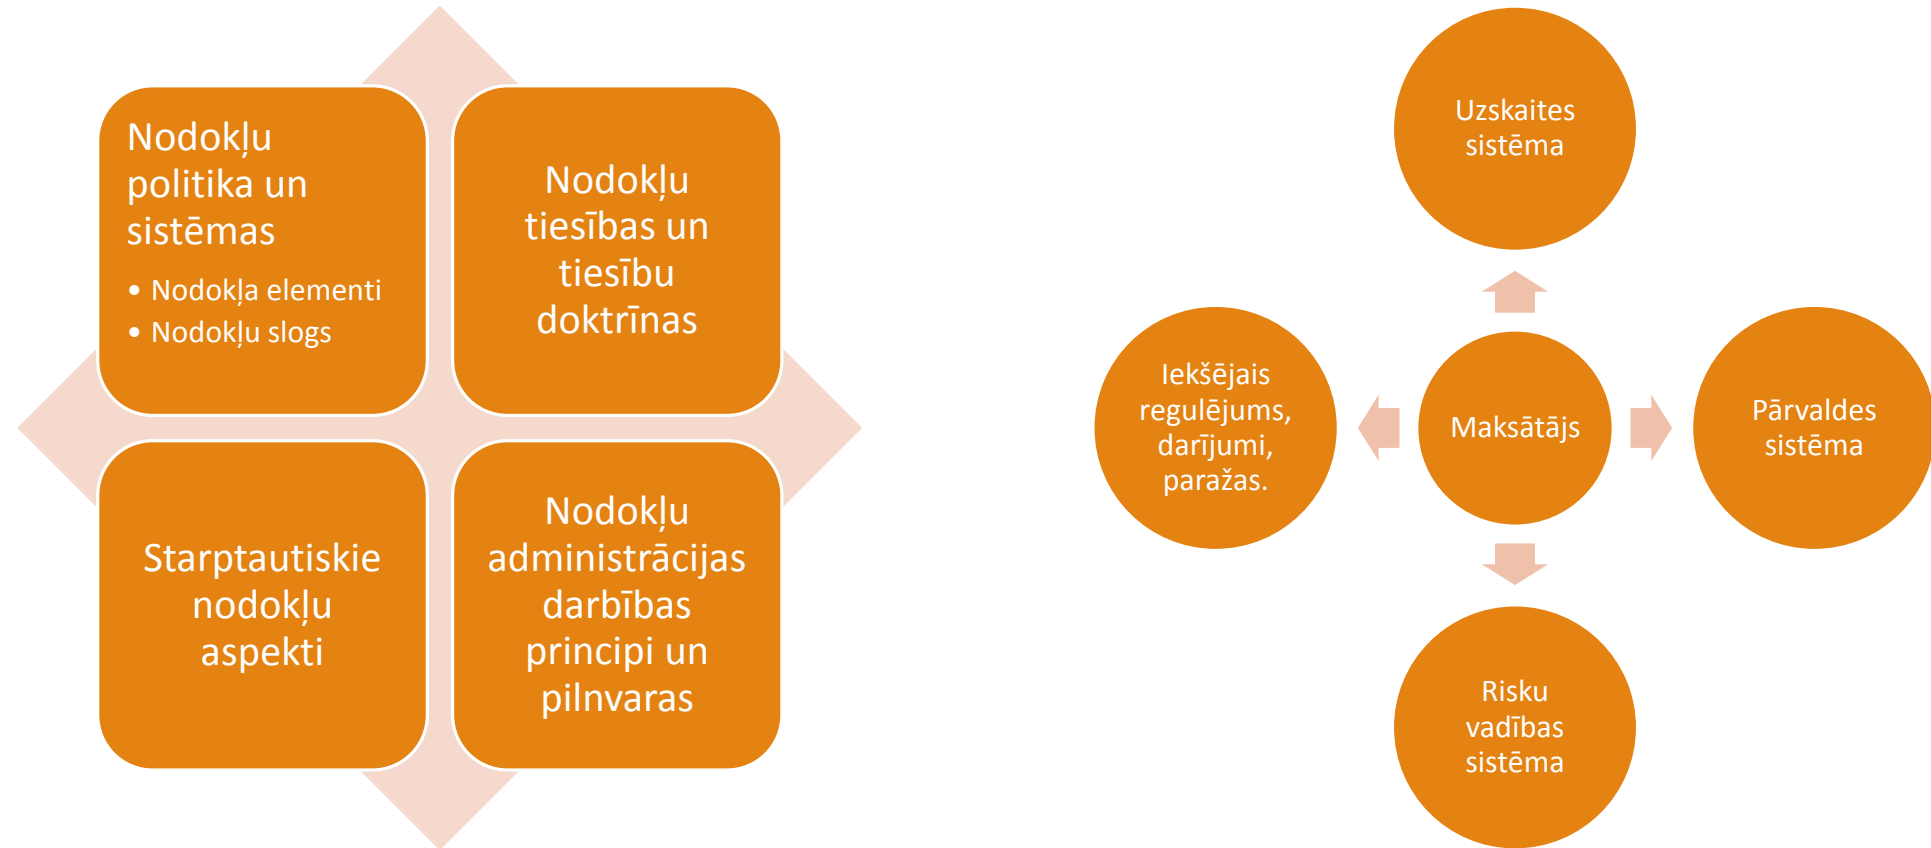 Nodokļu
politika un
sistēmas
• Nodokļa elementi
• Nodokļu slogs
Nodokļu
tiesības un
tiesību
doktrīnas
Starptautiskie
nodokļu
aspekti
Nodokļu
administrācijas
darbības
principi un
pilnvaras
Uzskaites
sistēma
Iekšējais
regulējums,
darījumi,
paražas.
Maksātājs
Pārvaldes
sistēma
Risku
vadības
sistēma